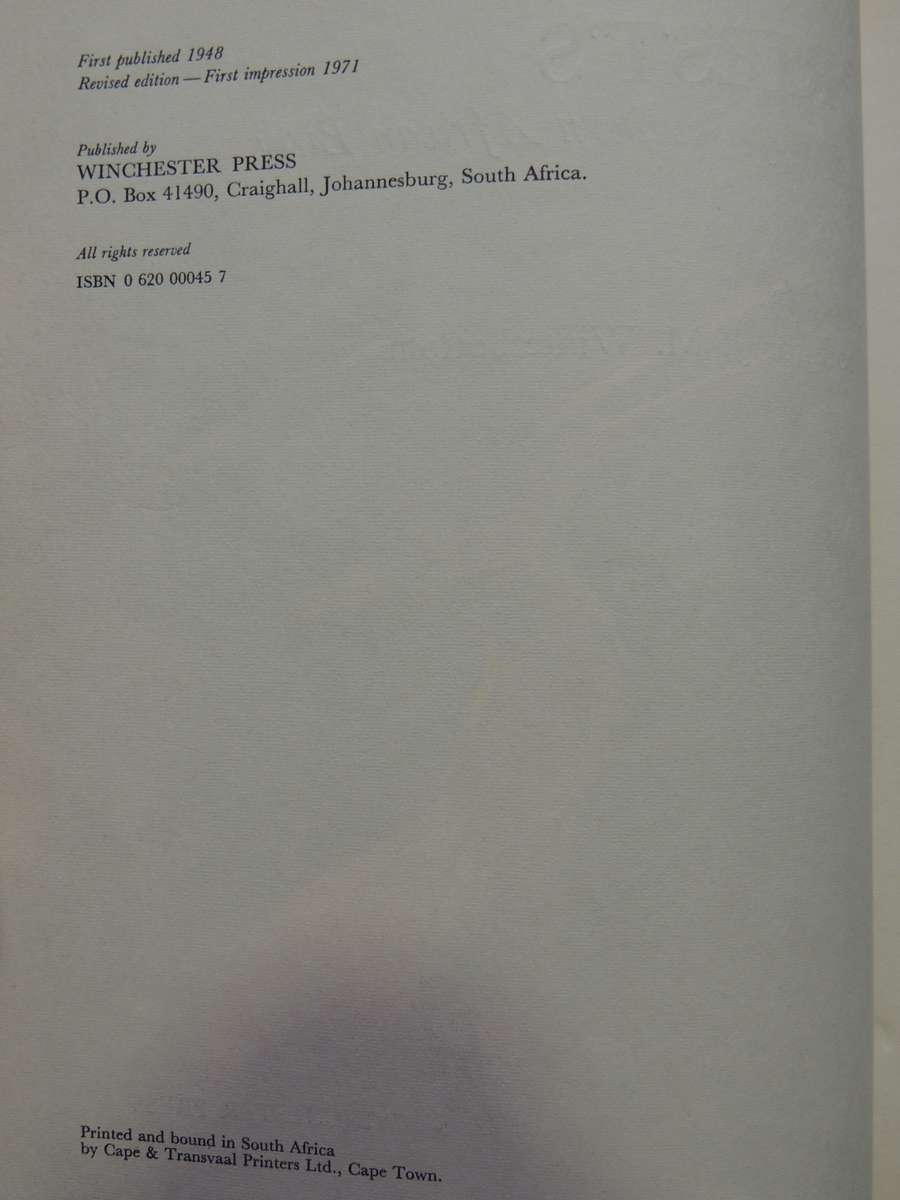 First published 1948
Revised edition — First impression 1971
Published by
WINCHESTER PRESS
P.O. Box 41490, Craighall, Johannesburg, South Africa.
All rights reserved
ISBN 0 620 00045 7
Printed and bound in South Africa
by Cape & Transvaal Printers Ltd., Cape Town.